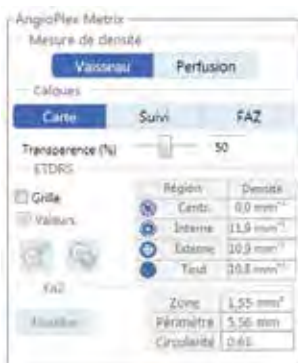 AngioPlex Metrix
Mesure de densité
Vaisseau Perfusion
Calques
Carte Suivi FAZ
Transparence (%) 50
ETDRS
Grille
Valeurs
Région Densité
Centr. 0,0 mm⁻¹
Interne 11,9 mm⁻¹
Externe 10,9 mm⁻¹
Tout 10,8 mm⁻¹
FAZ
Zone 1,55 mm²
Périmètre 5,56 mm
Circularité 0,63